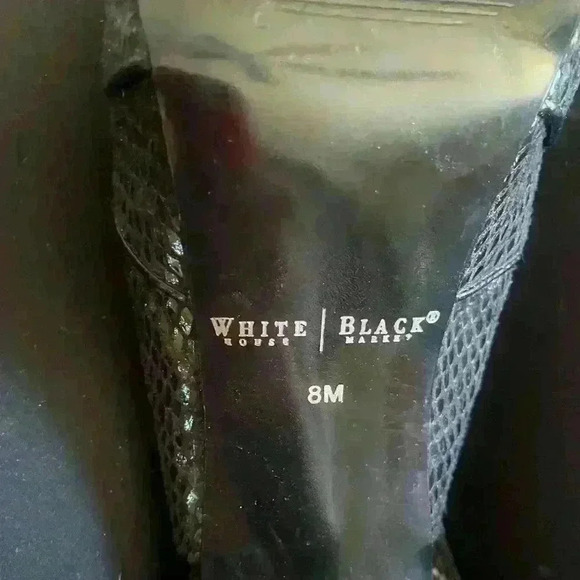 WHITE | BLACK®
HOUSE MARKET
8M